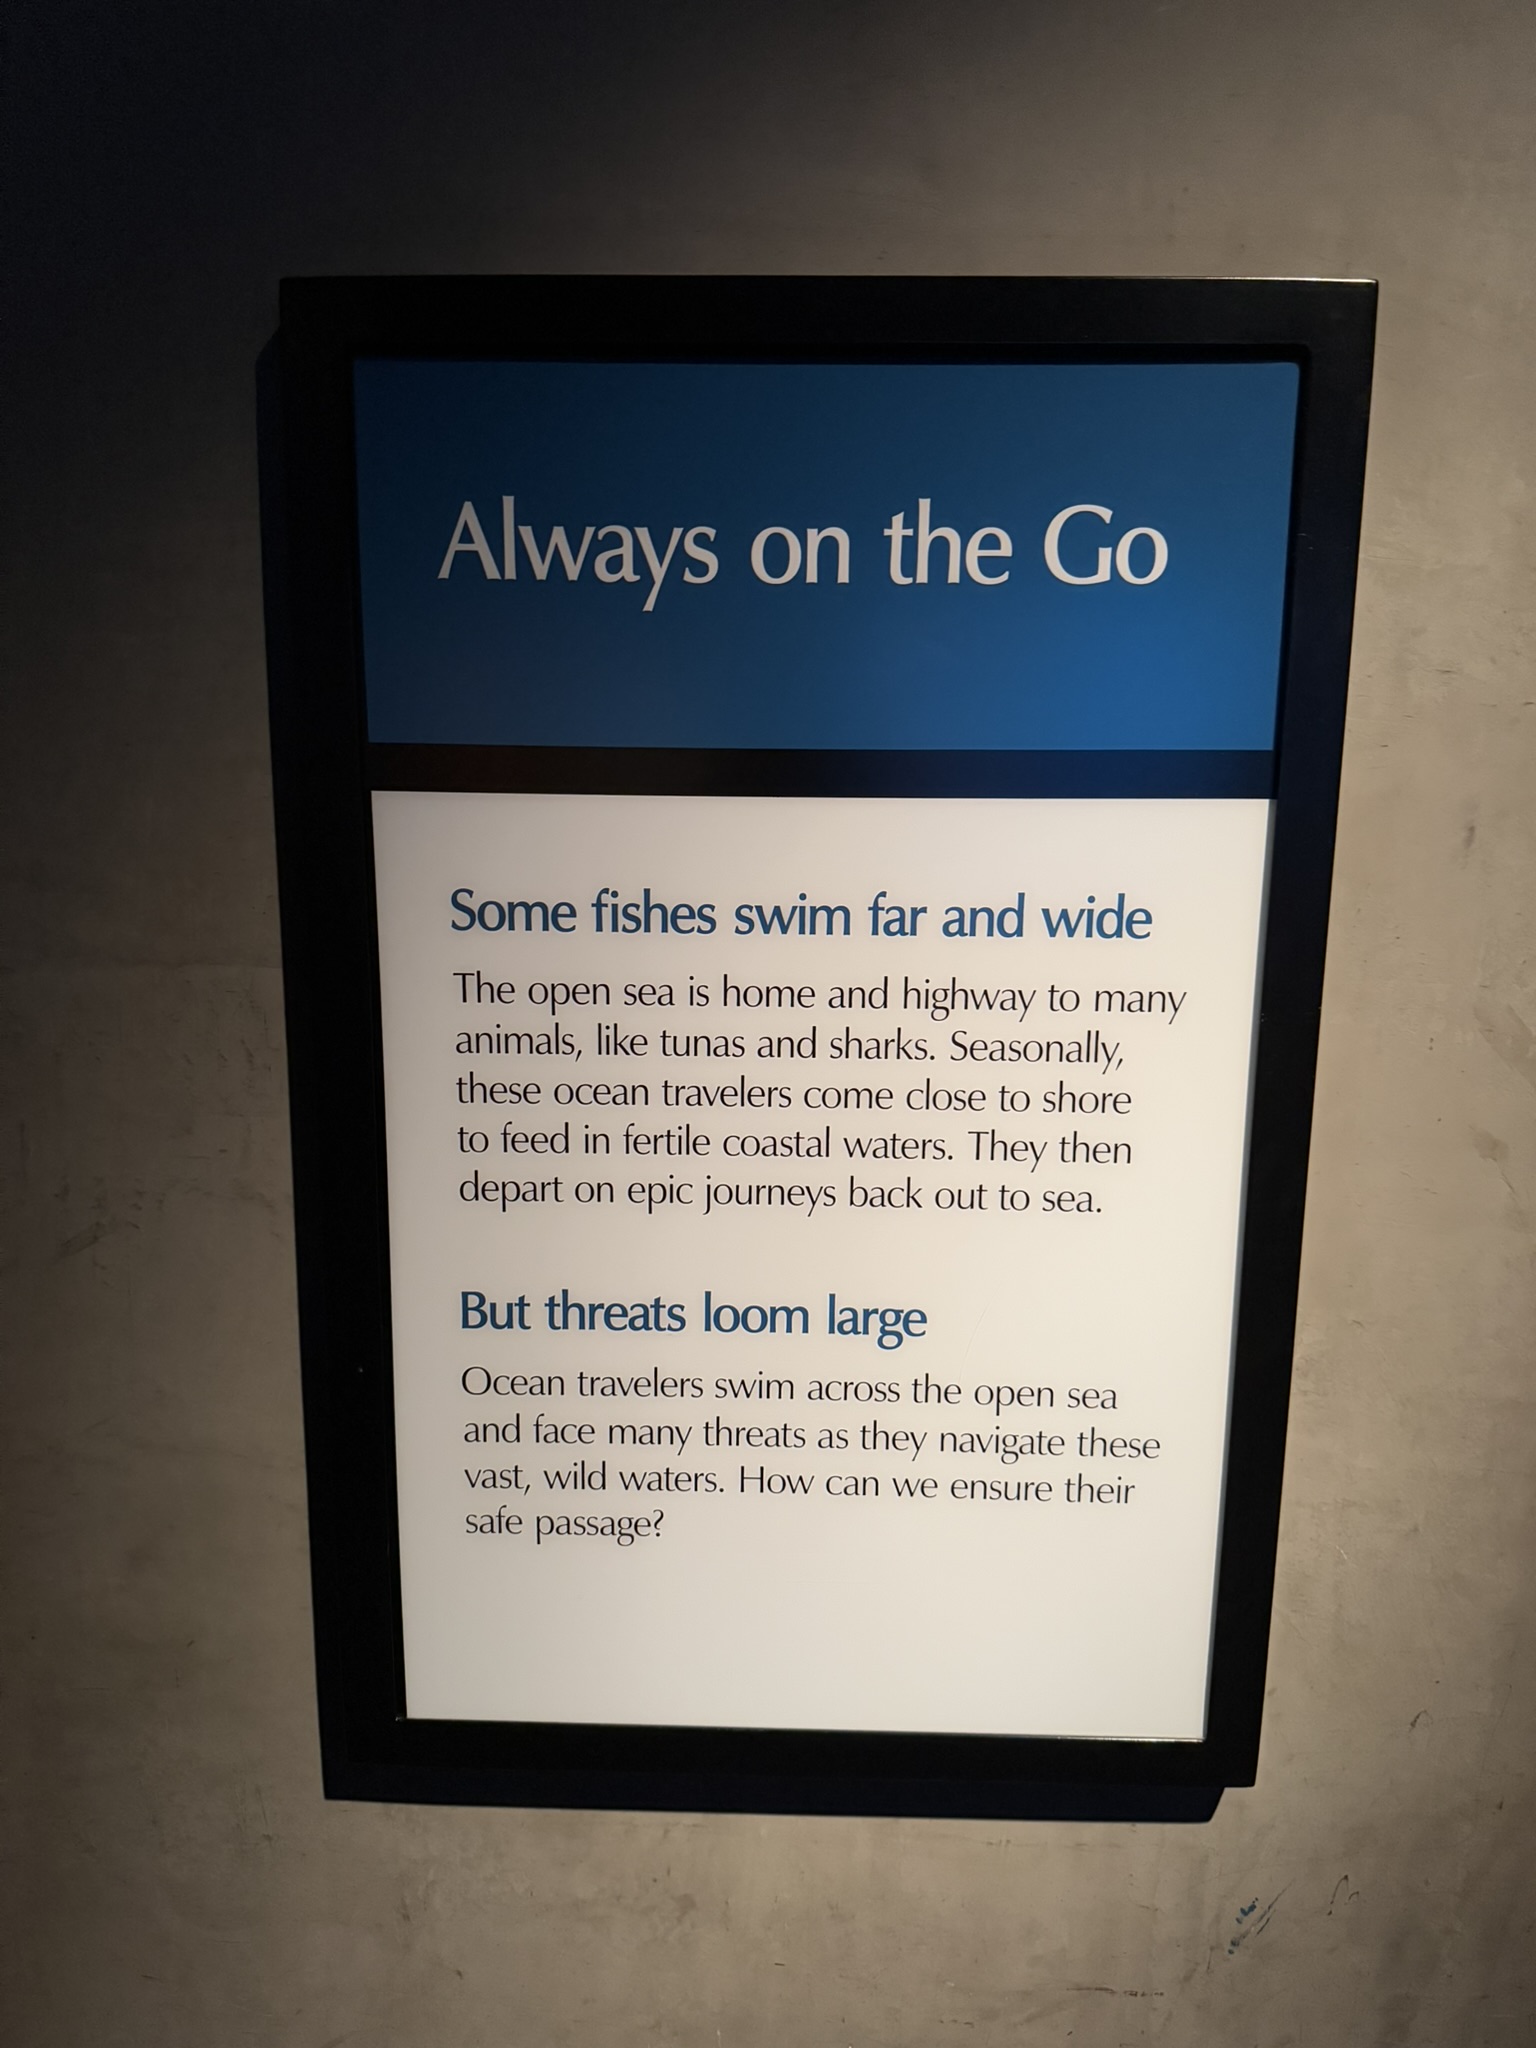 Always on the Go
Some fishes swim far and wide
The open sea is home and highway to many
animals, like tunas and sharks. Seasonally,
these ocean travelers come close to shore
to feed in fertile coastal waters. They then
depart on epic journeys back out to sea.
But threats loom large
Ocean travelers swim across the open sea
and face many threats as they navigate these
vast, wild waters. How can we ensure their
safe passage?